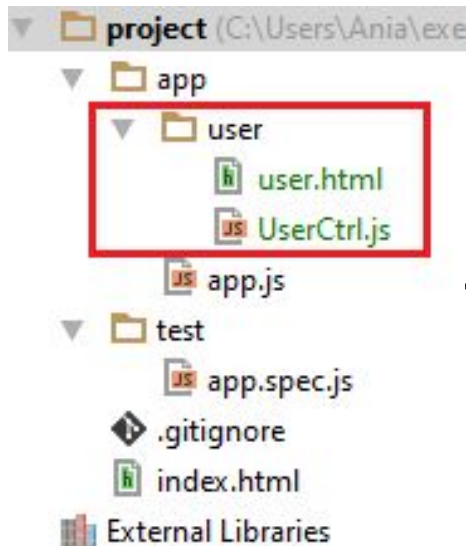 project (C:\Users\Ania\exe
app
user
user.html
UserCtrl.js
app.js
test
app.spec.js
.gitignore
index.html
External Libraries